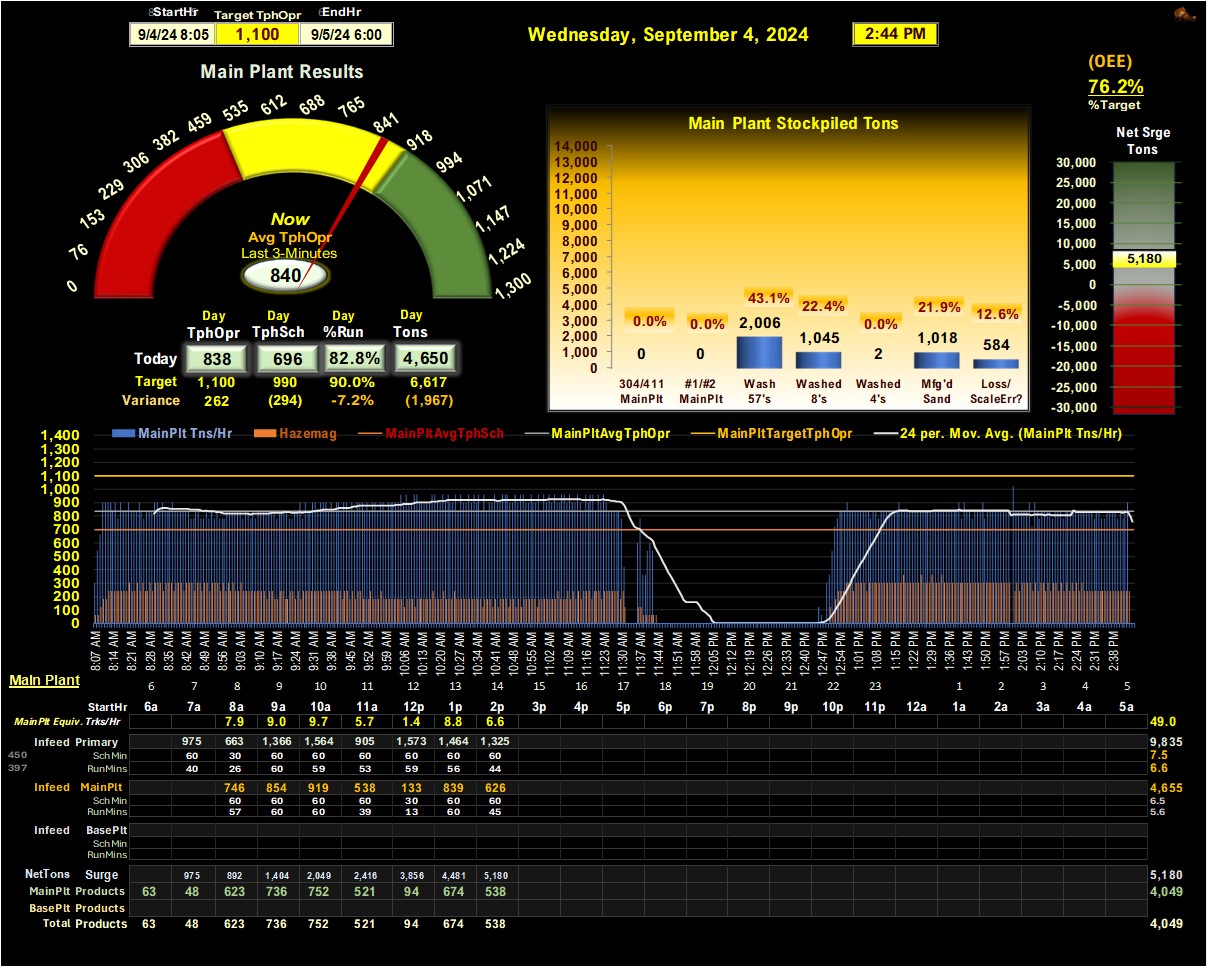 StartHr Target TphOpr EndHr
9/4/24 8:05 1,100 9/5/24 6:00
Wednesday, September 4, 2024 2:44 PM
(OEE)
76.2%
%Target
Main Plant Results
0 76 153 229 306 382 459 535 612 688 765 841 918 994 1,071 1,147 1,224 1,300
Now
Avg TphOpr
Last 3-Minutes
840
Day Day Day Day
TphOpr TphSch %Run Tons
Today 838 696 82.8% 4,650
Target 1,100 990 90.0% 6,617
Variance 262 (294) -7.2% (1,967)
Main Plant Stockpiled Tons
14,000
13,000
12,000
11,000
10,000
9,000
8,000
7,000
6,000
5,000
4,000
3,000
2,000
1,000
0
0.0% 0.0% 43.1% 22.4% 0.0% 21.9% 12.6%
0 0 2,006 1,045 2 1,018 584
304/411 #1/#2 Wash Washed Washed Mfg'd Loss/
MainPlt MainPlt 57's 8's 4's Sand ScaleErr?
Net Srge
Tons
30,000
25,000
20,000
15,000
10,000
5,000
0
-5,000
-10,000
-15,000
-20,000
-25,000
-30,000
5,180
MainPlt Tns/Hr Hazemag MainPltAvgTphSch MainPltAvgTphOpr MainPltTargetTphOpr 24 per. Mov. Avg. (MainPlt Tns/Hr)
1,400
1,300
1,200
1,100
1,000
900
800
700
600
500
400
300
200
100
0
8:07 AM 8:14 AM 8:21 AM 8:28 AM 8:35 AM 8:42 AM 8:49 AM 8:56 AM 9:03 AM 9:10 AM 9:17 AM 9:24 AM 9:31 AM 9:38 AM 9:45 AM 9:52 AM 9:59 AM 10:06 AM 10:13 AM 10:20 AM 10:27 AM 10:34 AM 10:41 AM 10:48 AM 10:55 AM 11:02 AM 11:09 AM 11:16 AM 11:23 AM 11:30 AM 11:37 AM 11:44 AM 11:51 AM 11:58 AM 12:05 PM 12:12 PM 12:19 PM 12:26 PM 12:33 PM 12:40 PM 12:47 PM 12:54 PM 1:01 PM 1:08 PM 1:15 PM 1:22 PM 1:29 PM 1:36 PM 1:43 PM 1:50 PM 1:57 PM 2:03 PM 2:10 PM 2:17 PM 2:24 PM 2:31 PM 2:38 PM
Main Plant 6 7 8 9 10 11 12 13 14 15 16 17 18 19 20 21 22 23 1 2 3 4 5
StartHr 6a 7a 8a 9a 10a 11a 12p 1p 2p 3p 4p 5p 6p 7p 8p 9p 10p 11p 12a 1a 2a 3a 4a 5a
MainPlt Equiv. Trks/Hr 7.9 9.0 9.7 5.7 1.4 8.8 6.6 49.0
Infeed Primary 975 663 1,366 1,564 905 1,573 1,464 1,325 9,835
450 Sch Min 60 30 60 60 60 60 60 60 7.5
397 RunMins 40 26 60 59 53 59 56 44 6.6
Infeed MainPlt 746 854 919 538 133 839 626 4,655
Sch Min 60 60 60 60 30 60 60 6.5
RunMins 57 60 60 39 13 60 45 5.6
Infeed BasePlt
Sch Min
RunMins
NetTons Surge 975 892 1,404 2,049 2,416 3,856 4,481 5,180 5,180
MainPlt Products 63 48 623 736 752 521 94 674 538 4,049
BasePlt Products
Total Products 63 48 623 736 752 521 94 674 538 4,049